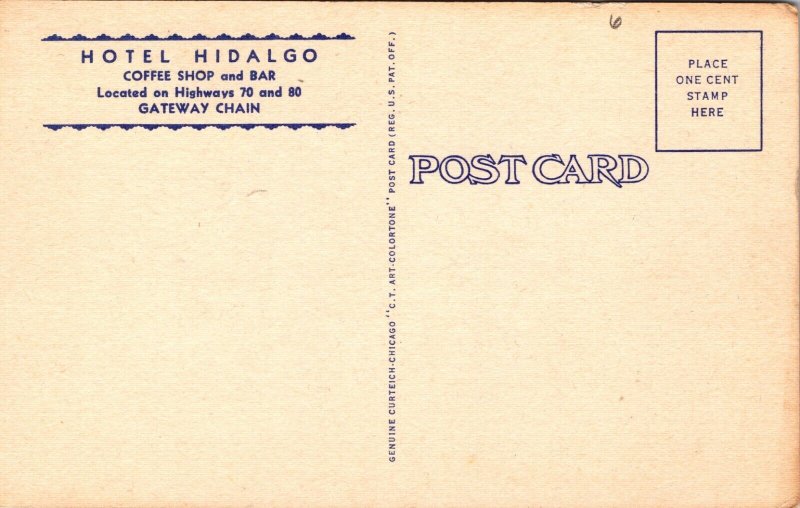 HOTEL HIDALGO
COFFEE SHOP and BAR
Located on Highways 70 and 80
GATEWAY CHAIN
GENUINE CURTEICH-CHICAGO "C.T. ART-COLORTONE" POST CARD (REG. U.S. PAT. OFF.)
6
POST CARD
PLACE
ONE CENT
STAMP
HERE